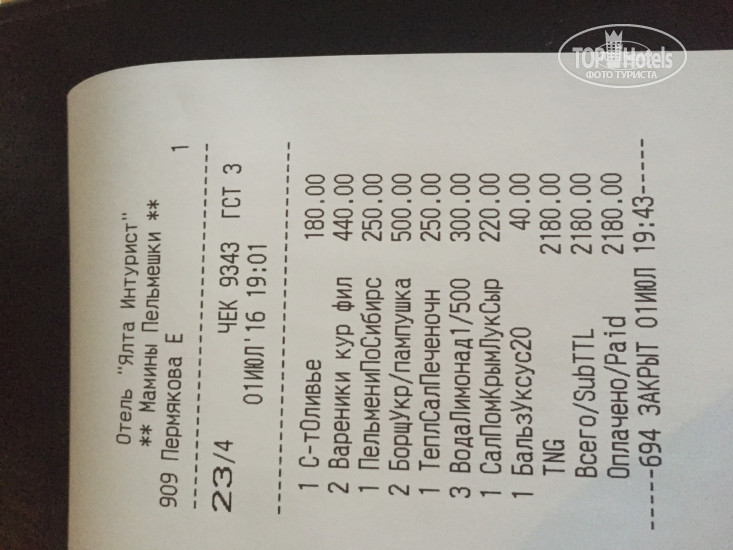 TOPHotels
ФОТО ТУРИСТА
Отель "Ялта Интурист"
** Мамины Пельмешки **
909 Пермякова Е 1
--------------------------------
23/4 ЧЕК 9343 ГСТ 3
01ИЮЛ'16 19:01
--------------------------------
1 С-тОливье 180.00
2 Вареники кур фил 440.00
1 ПельмениПоСибирс 250.00
2 БорщУкр/пампушка 500.00
1 ТеплСалПеченочн 250.00
3 ВодаЛимонад1/500 300.00
1 СалПомКрымЛукСыр 220.00
1 БальзУксус20 40.00
TNG 2180.00
Всего/SubTTL 2180.00
Оплачено/Paid 2180.00
------694 ЗАКРЫТ 01ИЮЛ 19:43-----